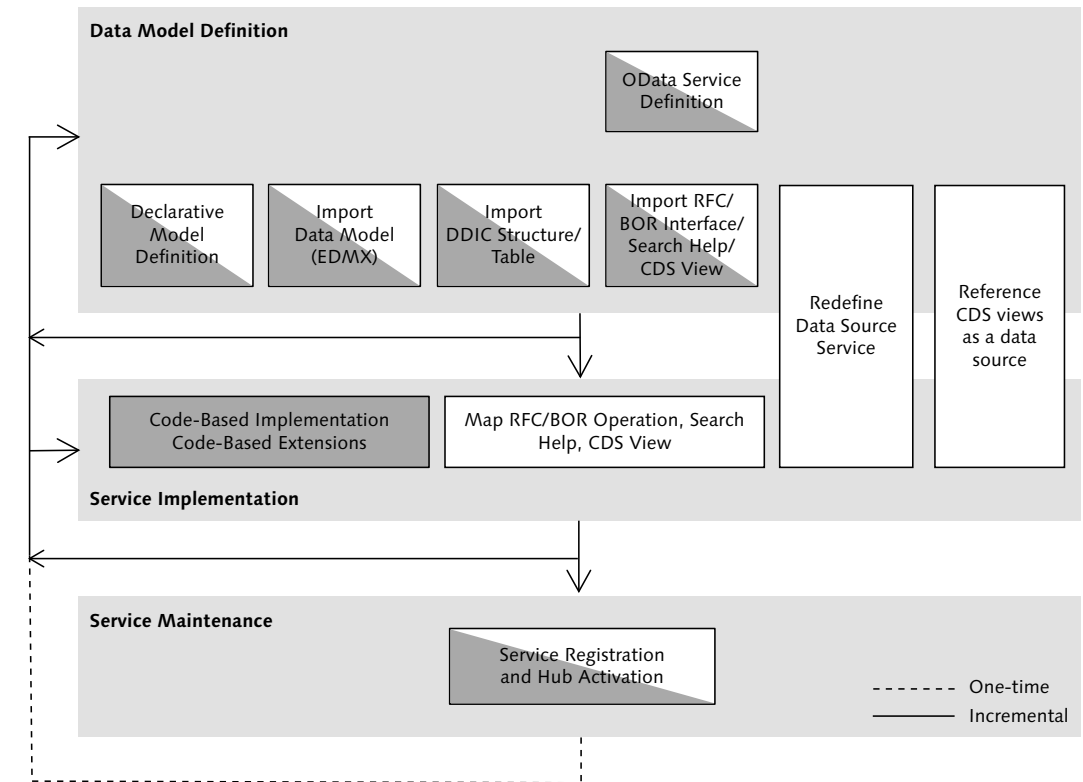 Data Model Definition
OData Service
Definition
Declarative
Model
Definition
Import
Data Model
(EDMX)
Import
DDIC Structure/
Table
Import RFC/
BOR Interface/
Search Help/
CDS View
Redefine
Data Source
Service
Reference
CDS views
as a data
source
Code-Based Implementation
Code-Based Extensions
Map RFC/BOR Operation, Search
Help, CDS View
Service Implementation
Service Maintenance
Service Registration
and Hub Activation
One-time
Incremental